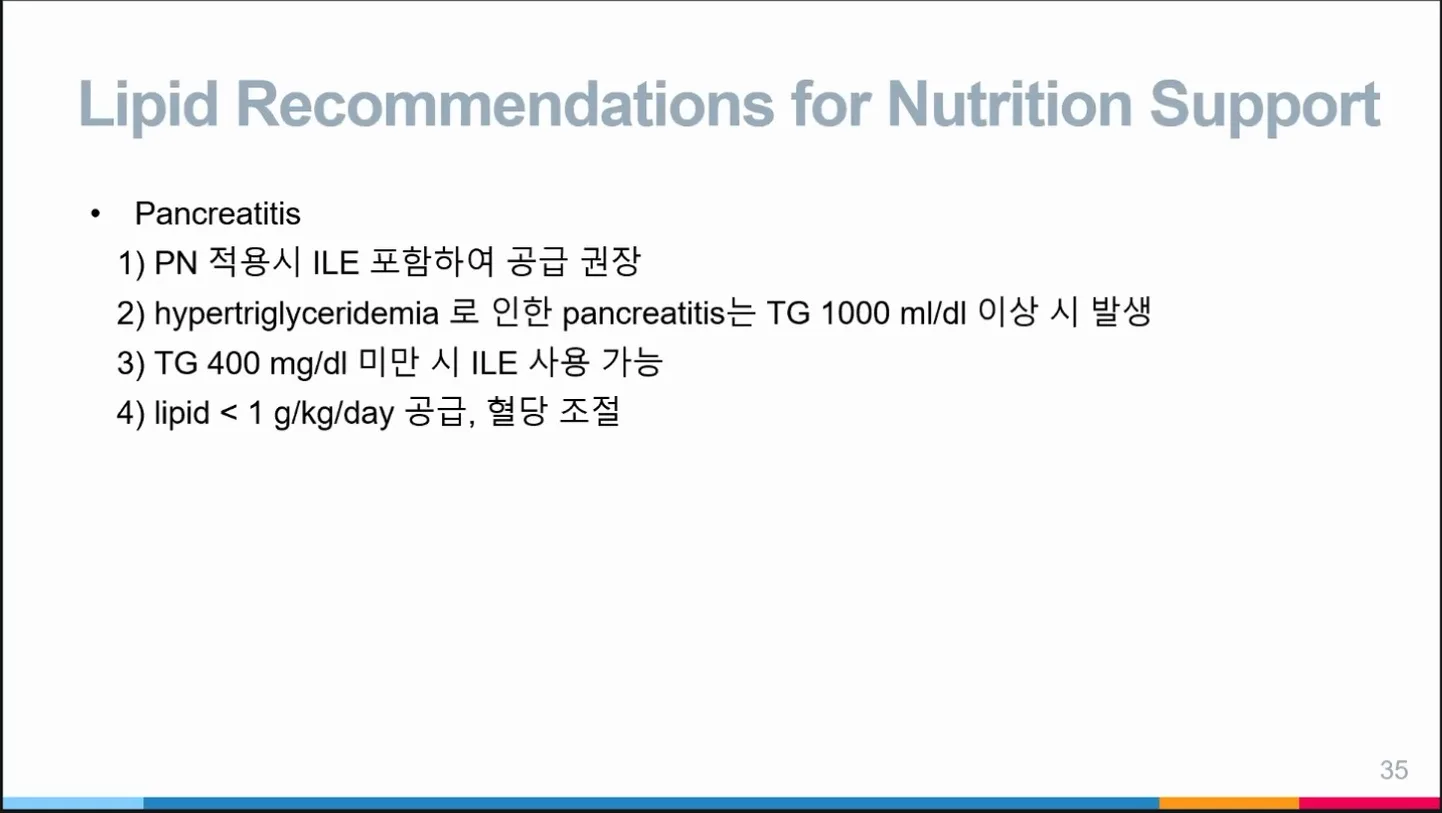 Lipid Recommendations for Nutrition Support
• Pancreatitis
1) PN 적용시 ILE 포함하여 공급 권장
2) hypertriglyceridemia 로 인한 pancreatitis는 TG 1000 ml/dl 이상 시 발생
3) TG 400 mg/dl 미만 시 ILE 사용 가능
4) lipid < 1 g/kg/day 공급, 혈당 조절
35